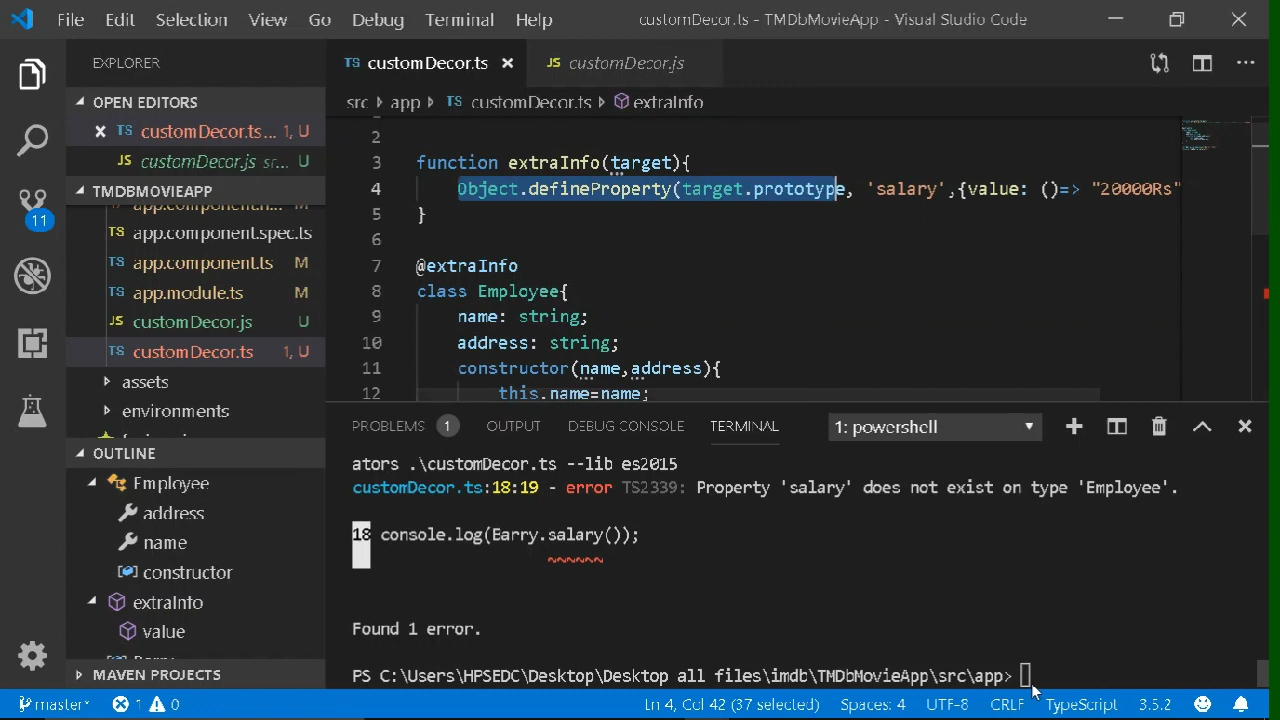 File Edit Selection View Go Debug Terminal Help customDecor.ts - TMDbMovieApp - Visual Studio Code
EXPLORER
OPEN EDITORS
customDecor.ts... 1, U
customDecor.js sr... U
TMDBMOVIEAPP
app.component.spec.ts
app.component.ts M
app.module.ts M
customDecor.js U
customDecor.ts 1, U
assets
environments
OUTLINE
Employee
address
name
constructor
extraInfo
value
MAVEN PROJECTS
11
TS customDecor.ts JS customDecor.js
src app TS customDecor.ts extraInfo
2
3 function extraInfo(target){
4 Object.defineProperty(target.prototype, 'salary',{value: ()=> "20000Rs"
5 }
6
7 @extraInfo
8 class Employee{
9 name: string;
10 address: string;
11 constructor(name,address){
12 this.name=name;
PROBLEMS 1 OUTPUT DEBUG CONSOLE TERMINAL 1: powershell
ators .\customDecor.ts --lib es2015
customDecor.ts:18:19 - error TS2339: Property 'salary' does not exist on type 'Employee'.
18 console.log(Barry.salary());
~~~~~~
Found 1 error.
PS C:\Users\HPSEDC\Desktop\Desktop all files\imdb\TMDbMovieApp\src\app>
master* 1 0 Ln 4, Col 42 (37 selected) Spaces: 4 UTF-8 CRLF TypeScript 3.5.2